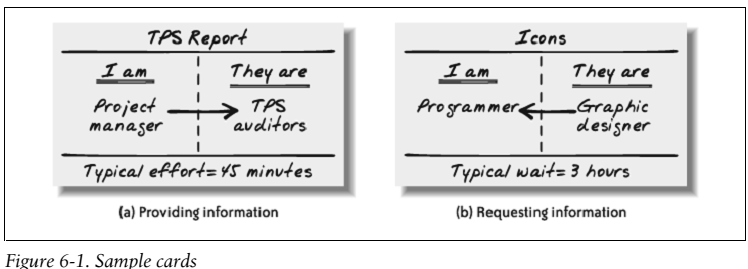 TPS Report
I am
They are
Project
manager
TPS
auditors
Typical effort= 45 minutes
(a) Providing information
Icons
I am
They are
Programmer
Graphic
designer
Typical wait= 3 hours
(b) Requesting information
Figure 6-1. Sample cards